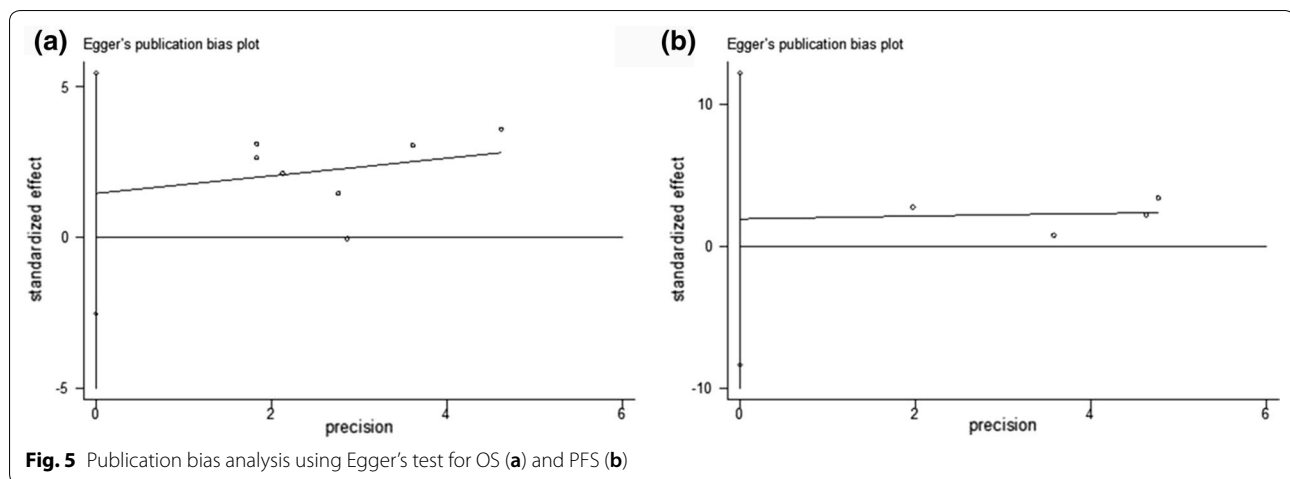 (a) Egger's publication bias plot
5
0
-5
standardized effect
0 2 4 6
precision
(b) Egger's publication bias plot
10
0
-10
standardized effect
0 2 4 6
precision
Fig. 5 Publication bias analysis using Egger's test for OS (a) and PFS (b)